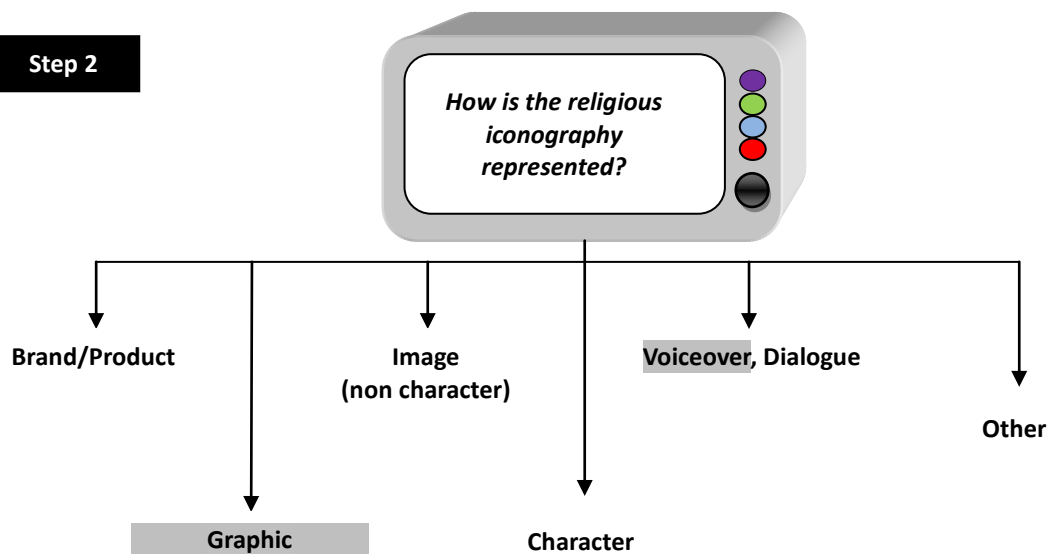 Step 2
How is the religious
iconography
represented?
Brand/Product
Image
(non character)
Voiceover, Dialogue
Other
Graphic
Character